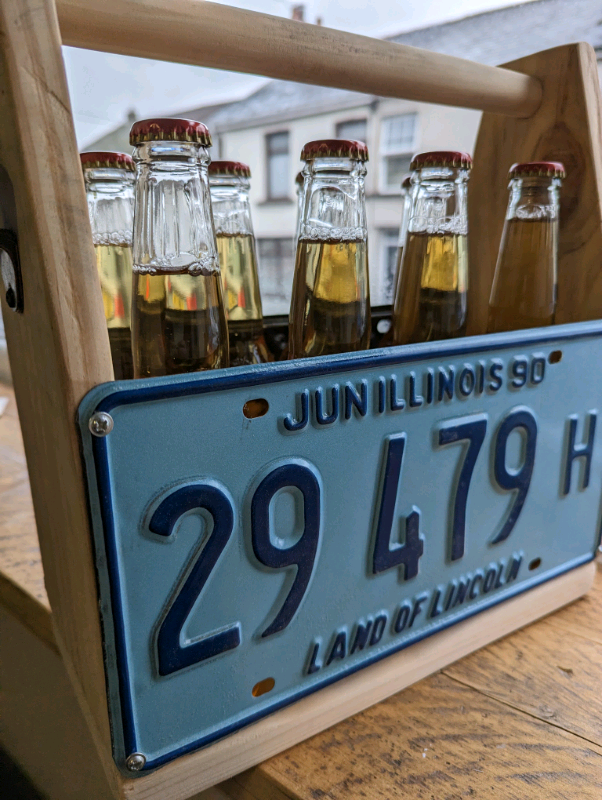 JUN ILLINOIS 90
29 479 H
LAND OF LINCOLN